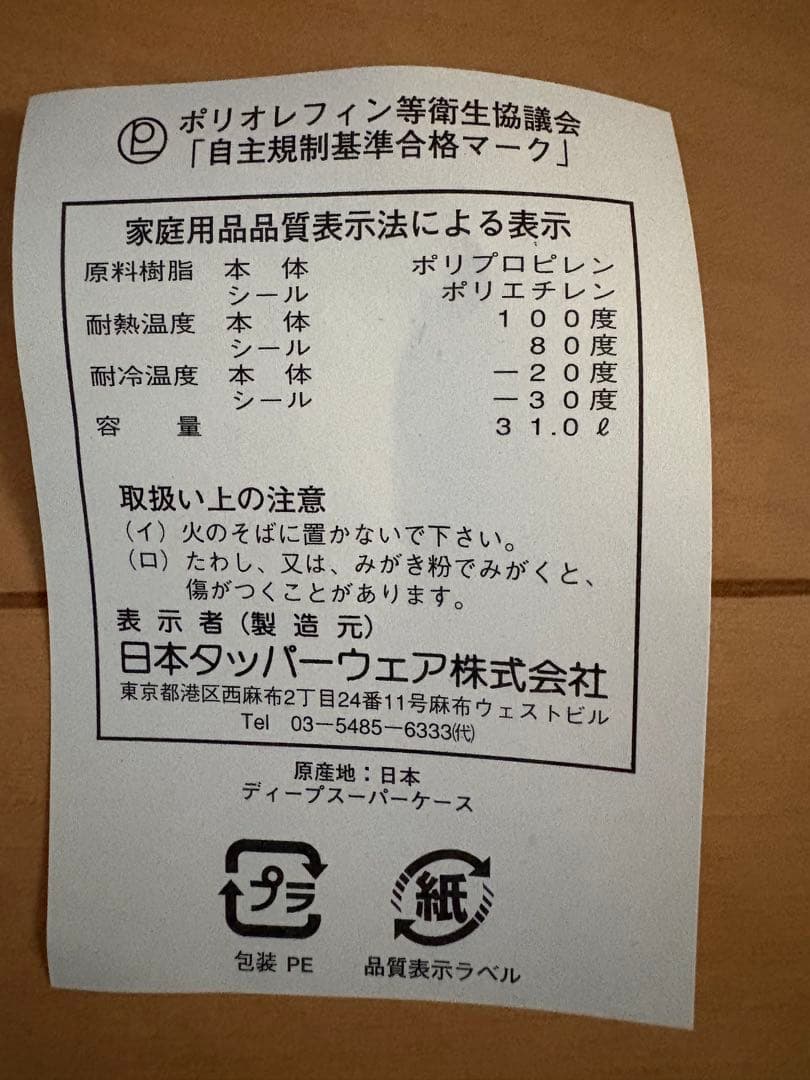 PL ポリオレフィン等衛生協議会
「自主規制基準合格マーク」
家庭用品品質表示法による表示
原料樹脂 本 体 ポリプロピレン
シール ポリエチレン
耐熱温度 本 体 100度
シール 80度
耐冷温度 本 体 −20度
シール −30度
容 量 31.0ℓ
取扱い上の注意
(イ) 火のそばに置かないで下さい。
(ロ) たわし、又は、みがき粉でみがくと、
傷がつくことがあります。
表示者(製造元)
日本タッパーウェア株式会社
東京都港区西麻布2丁目24番11号麻布ウェストビル
Tel 03−5485−6333㈹
原産地：日本
ディープスーパーケース
プラ 紙
包装 PE 品質表示ラベル